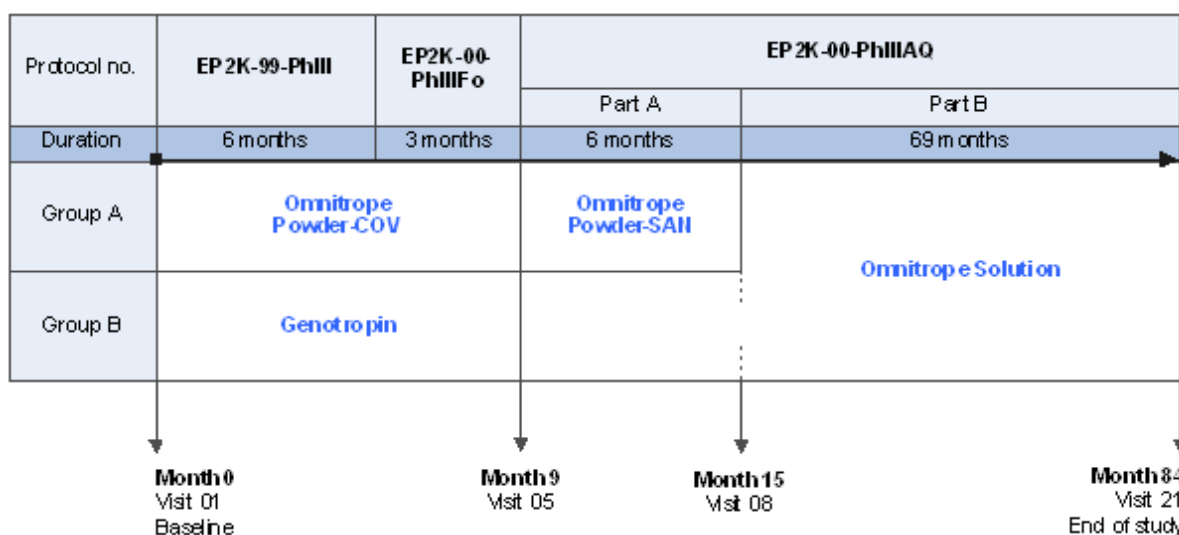 Protocol no.
EP2K-99-PhIII
EP2K-00-
PhIIIFo
EP2K-00-PhIIIAQ
Part A
Part B
Duration
6 months
3 months
6 months
69 months
Group A
Omnitrope
Powder-COV
Omnitrope
Powder-SAN
Omnitrope Solution
Group B
Genotropin
Month 0
Visit 01
Baseline
Month 9
Visit 05
Month 15
Visit 08
Month 84
Visit 21
End of study